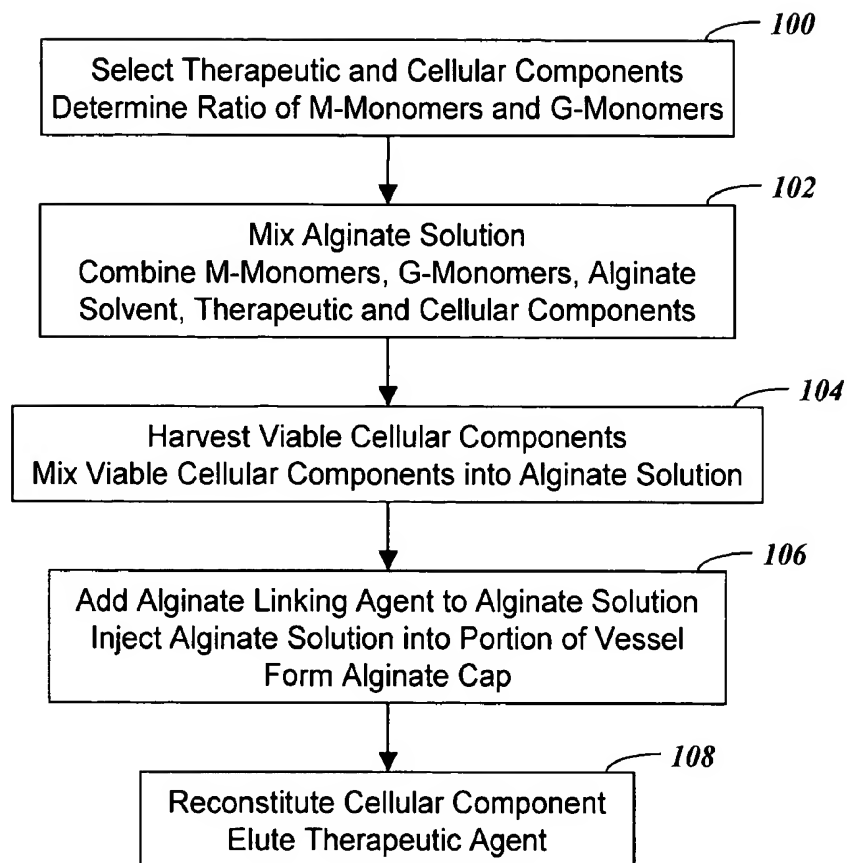 100
Select Therapeutic and Cellular Components
Determine Ratio of M-Monomers and G-Monomers
102
Mix Alginate Solution
Combine M-Monomers, G-Monomers, Alginate
Solvent, Therapeutic and Cellular Components
104
Harvest Viable Cellular Components
Mix Viable Cellular Components into Alginate Solution
106
Add Alginate Linking Agent to Alginate Solution
Inject Alginate Solution into Portion of Vessel
Form Alginate Cap
108
Reconstitute Cellular Component
Elute Therapeutic Agent